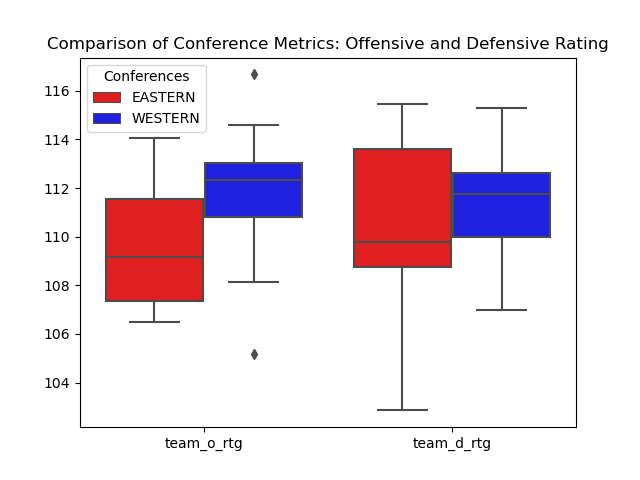 Comparison of Conference Metrics: Offensive and Defensive Rating
Conferences
EASTERN
WESTERN
116
114
112
110
108
106
104
team_o_rtg
team_d_rtg